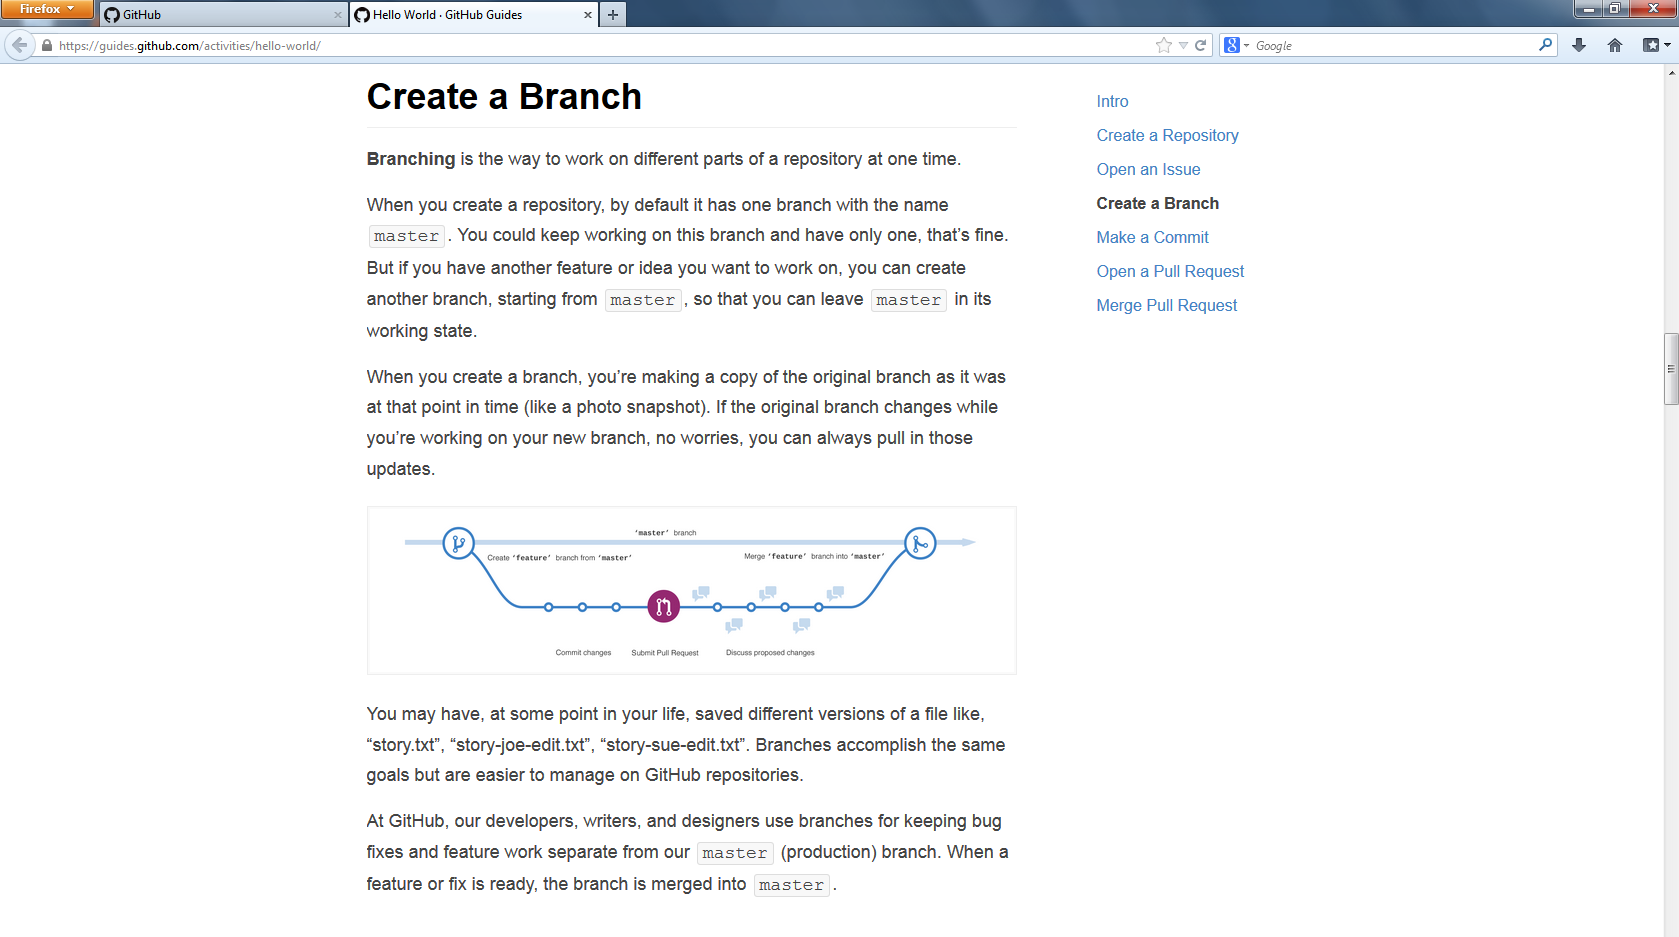 Firefox
GitHub
Hello World · GitHub Guides
https://guides.github.com/activities/hello-world/
Google
Create a Branch
Branching is the way to work on different parts of a repository at one time.
When you create a repository, by default it has one branch with the name
master. You could keep working on this branch and have only one, that’s fine.
But if you have another feature or idea you want to work on, you can create
another branch, starting from master, so that you can leave master in its
working state.
When you create a branch, you’re making a copy of the original branch as it was
at that point in time (like a photo snapshot). If the original branch changes while
you’re working on your new branch, no worries, you can always pull in those
updates.
‘master’ branch
Create ‘feature’ branch from ‘master’
Merge ‘feature’ branch into ‘master’
Commit changes
Submit Pull Request
Discuss proposed changes
You may have, at some point in your life, saved different versions of a file like,
“story.txt”, “story-joe-edit.txt”, “story-sue-edit.txt”. Branches accomplish the same
goals but are easier to manage on GitHub repositories.
At GitHub, our developers, writers, and designers use branches for keeping bug
fixes and feature work separate from our master (production) branch. When a
feature or fix is ready, the branch is merged into master.
Intro
Create a Repository
Open an Issue
Create a Branch
Make a Commit
Open a Pull Request
Merge Pull Request